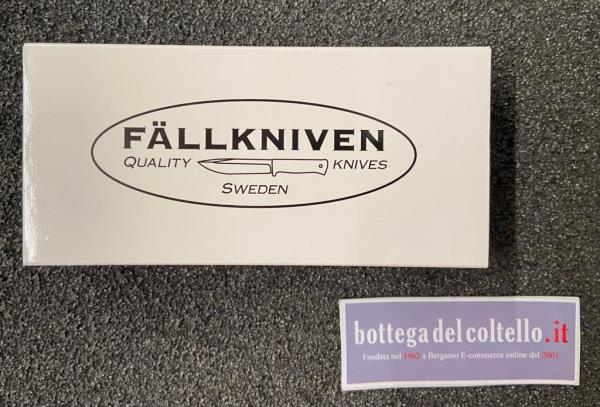 FÄLLKNIVEN
QUALITY KNIVES
SWEDEN
bottegadelcoltello.it
Fondata nel 1962 a Bergamo E-commerce online dal 2001